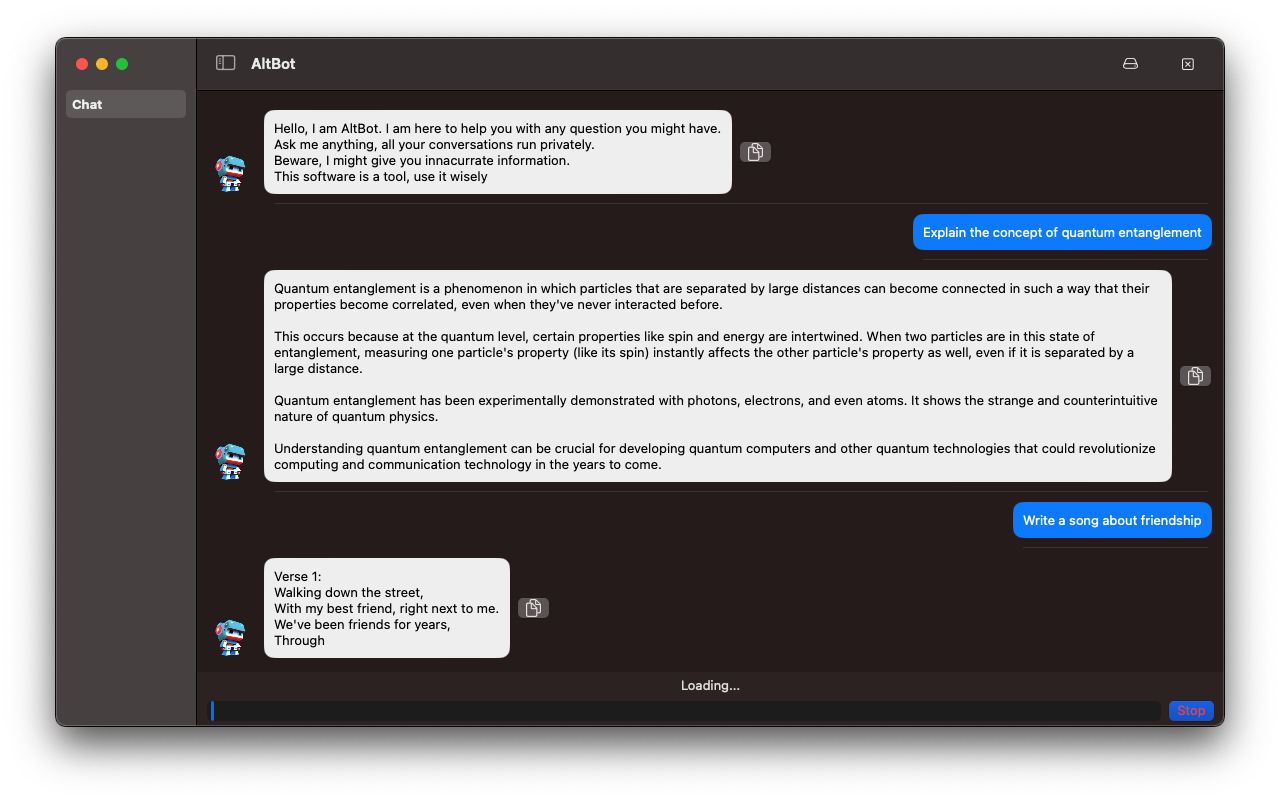 AltBot
Chat
Hello, I am AltBot. I am here to help you with any question you might have.
Ask me anything, all your conversations run privately.
Beware, I might give you innacurrate information.
This software is a tool, use it wisely
Explain the concept of quantum entanglement
Quantum entanglement is a phenomenon in which particles that are separated by large distances can become connected in such a way that their
properties become correlated, even when they've never interacted before.
This occurs because at the quantum level, certain properties like spin and energy are intertwined. When two particles are in this state of
entanglement, measuring one particle's property (like its spin) instantly affects the other particle's property as well, even if it is separated by a
large distance.
Quantum entanglement has been experimentally demonstrated with photons, electrons, and even atoms. It shows the strange and counterintuitive
nature of quantum physics.
Understanding quantum entanglement can be crucial for developing quantum computers and other quantum technologies that could revolutionize
computing and communication technology in the years to come.
Write a song about friendship
Verse 1:
Walking down the street,
With my best friend, right next to me.
We've been friends for years,
Through
Loading...
Stop